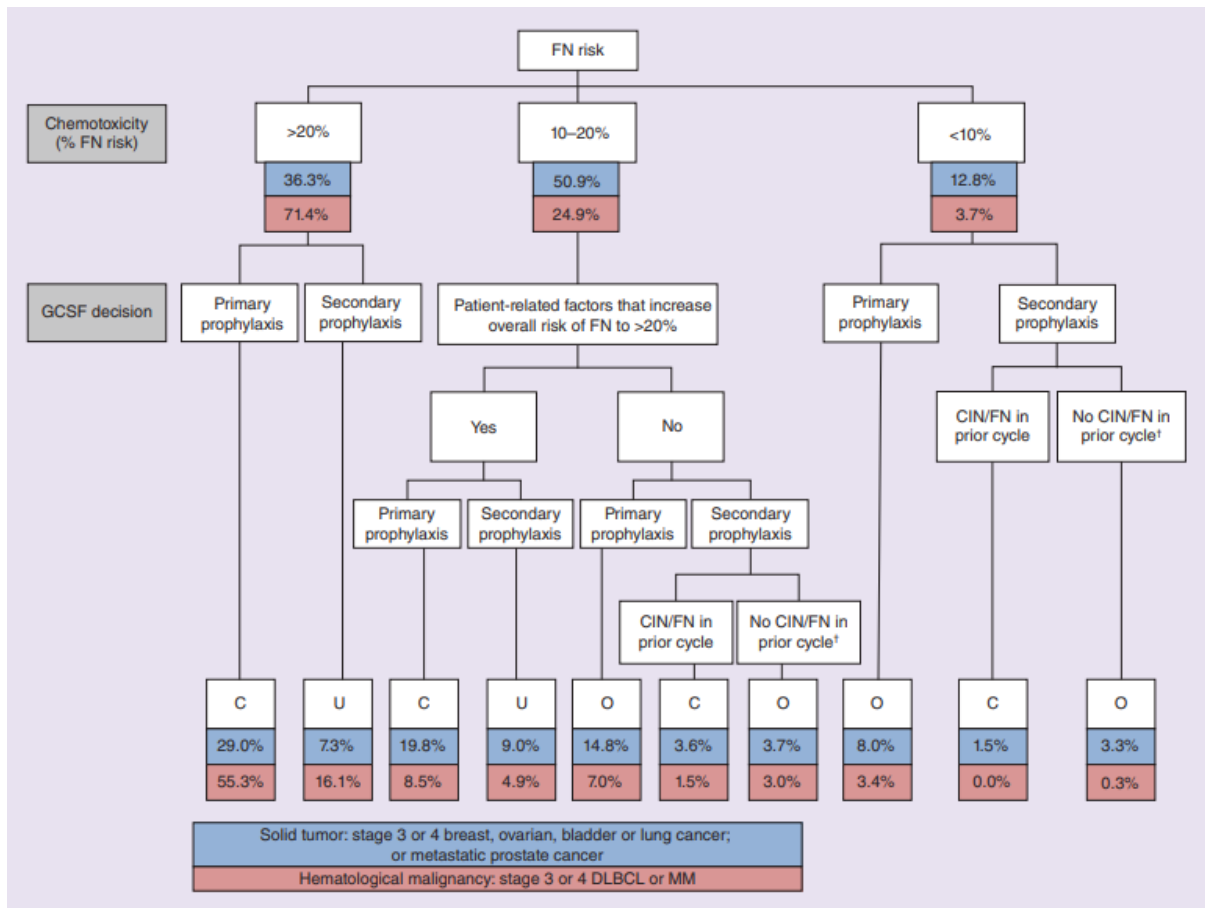 FN risk
Chemotoxicity
(% FN risk)
>20%
10–20%
<10%
36.3%
50.9%
12.8%
71.4%
24.9%
3.7%
GCSF decision
Primary
prophylaxis
Secondary
prophylaxis
Patient-related factors that increase
overall risk of FN to >20%
Primary
prophylaxis
Secondary
prophylaxis
Yes
No
CIN/FN in
prior cycle
No CIN/FN in
prior cycle†
Primary
prophylaxis
Secondary
prophylaxis
Primary
prophylaxis
Secondary
prophylaxis
CIN/FN in
prior cycle
No CIN/FN in
prior cycle†
C
U
C
U
O
C
O
O
C
O
29.0%
7.3%
19.8%
9.0%
14.8%
3.6%
3.7%
8.0%
1.5%
3.3%
55.3%
16.1%
8.5%
4.9%
7.0%
1.5%
3.0%
3.4%
0.0%
0.3%
Solid tumor: stage 3 or 4 breast, ovarian, bladder or lung cancer;
or metastatic prostate cancer
Hematological malignancy: stage 3 or 4 DLBCL or MM